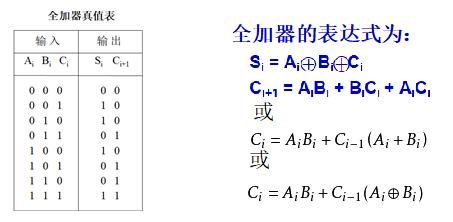 全加器真值表
输入 输出
Ai Bi Ci Si Ci+1
0 0 0 0 0
0 0 1 1 0
0 1 0 1 0
0 1 1 0 1
1 0 0 1 0
1 0 1 0 1
1 1 0 0 1
1 1 1 1 1
全加器的表达式为:
Si = Ai⊕Bi⊕Ci
Ci+1 = AiBi + BiCi + AiCi
或
Ci = AiBi + Ci−1(Ai + Bi)
或
Ci = AiBi + Ci−1(Ai ⊕ Bi)